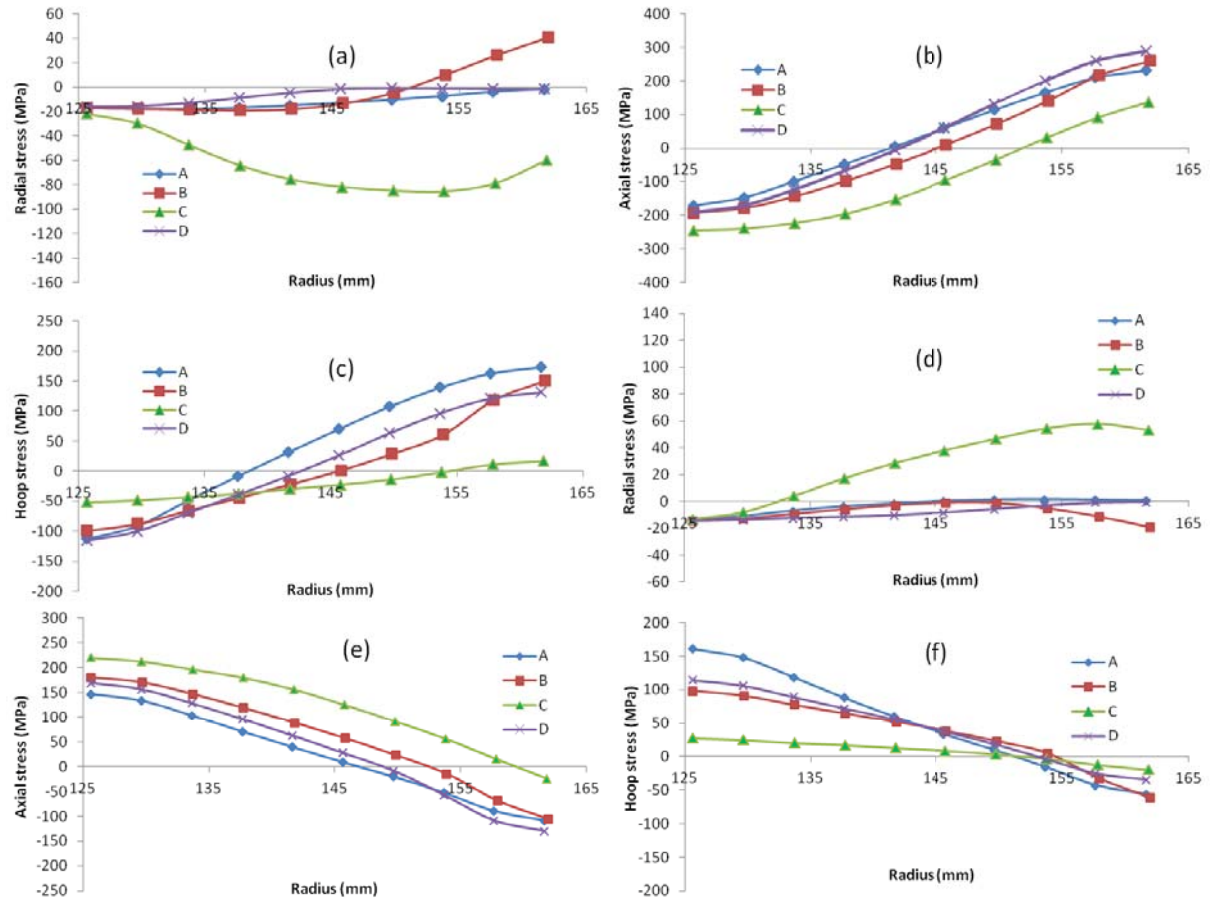 (a)
Radial stress (MPa)
60
40
20
0
-20
-40
-60
-80
-100
-120
-140
-160
125
145
155
165
A
B
C
D
Radius (mm)
(b)
Axial stress (MPa)
400
300
200
100
0
-100
-200
-300
-400
125
135
145
155
165
A
B
C
D
Radius (mm)
(c)
Hoop stress (MPa)
250
200
150
100
50
0
-50
-100
-150
-200
125
135
145
155
165
A
B
C
D
Radius (mm)
(d)
Radial stress (MPa)
140
120
100
80
60
40
20
0
-20
-40
-60
125
135
145
155
165
A
B
C
D
Radius (mm)
(e)
Axial stress (MPa)
300
250
200
150
100
50
0
-50
-100
-150
-200
-250
125
135
145
155
165
A
B
C
D
Radius (mm)
(f)
Hoop stress (MPa)
200
150
100
50
0
-50
-100
-150
-200
125
135
145
155
165
A
B
C
D
Radius (mm)